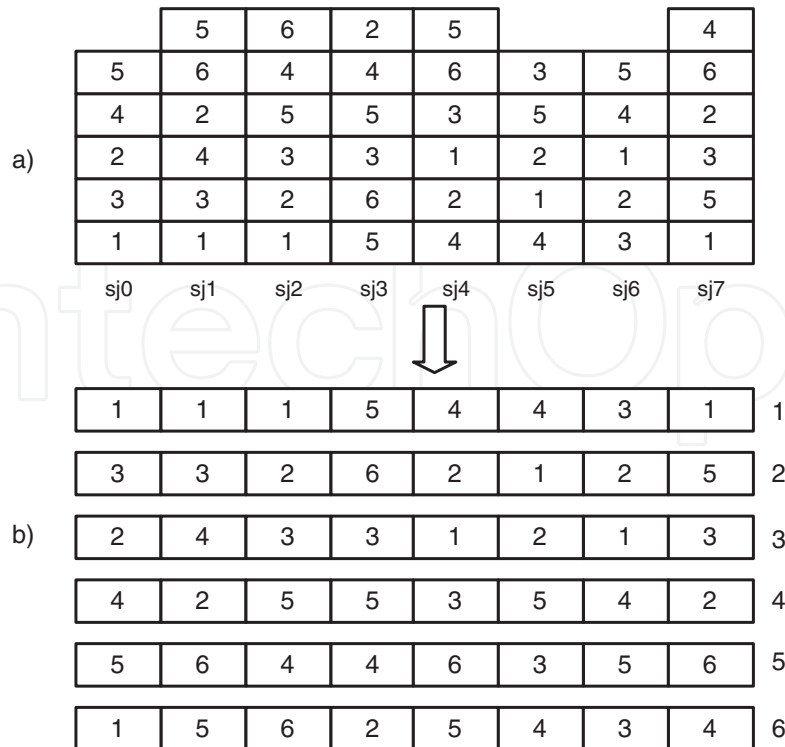 5 6 2 5 4
5 6 4 4 6 3 5 6
4 2 5 5 3 5 4 2
a) 2 4 3 3 1 2 1 3
3 3 2 6 2 1 2 5
1 1 1 5 4 4 3 1
sj0 sj1 sj2 sj3 sj4 sj5 sj6 sj7
ntechOp
1 1 1 5 4 4 3 1 1
3 3 2 6 2 1 2 5 2
b) 2 4 3 3 1 2 1 3 3
4 2 5 5 3 5 4 2 4
5 6 4 4 6 3 5 6 5
1 5 6 2 5 4 3 4 6